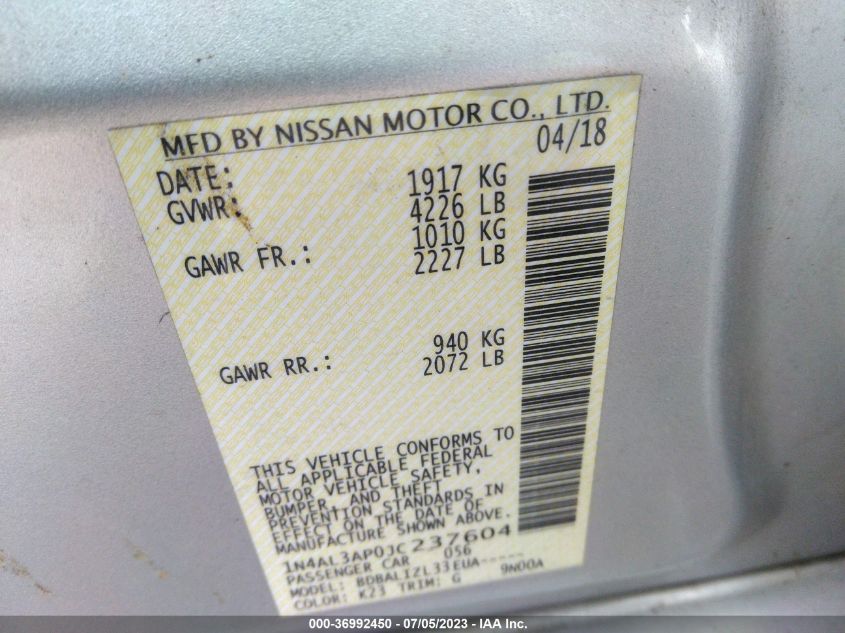 MFD BY NISSAN MOTOR CO., LTD.
DATE: 04/18
GVWR: 1917 KG
4226 LB
GAWR FR.: 1010 KG
2227 LB
GAWR RR.: 940 KG
2072 LB
THIS VEHICLE CONFORMS TO
ALL APPLICABLE FEDERAL
MOTOR VEHICLE SAFETY,
BUMPER, AND THEFT
PREVENTION STANDARDS IN
EFFECT ON THE DATE OF
MANUFACTURE SHOWN ABOVE.
1N4AL3AP0JC237604
PASSENGER CAR 056
MODEL: BDBALIZL33EUA-----
COLOR: K23 TRIM: G 9N00A
000-36992450 - 07/05/2023 - IAA Inc.